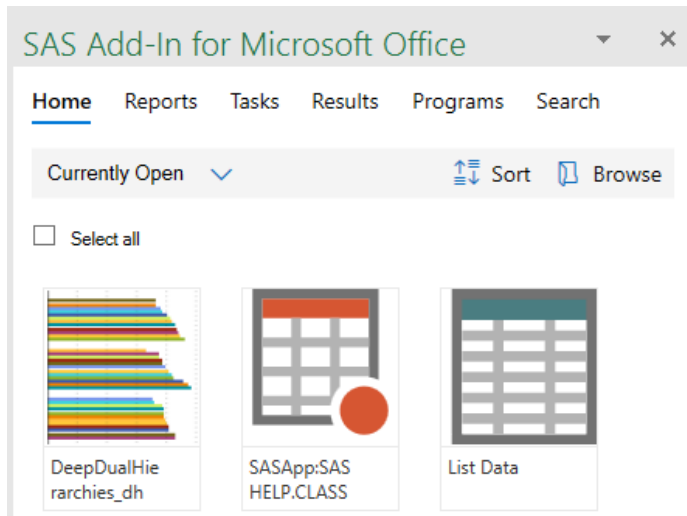 SAS Add-In for Microsoft Office
Home Reports Tasks Results Programs Search
Currently Open Sort Browse
Select all
DeepDualHie
rarchies_dh
SASApp:SAS
HELP.CLASS
List Data